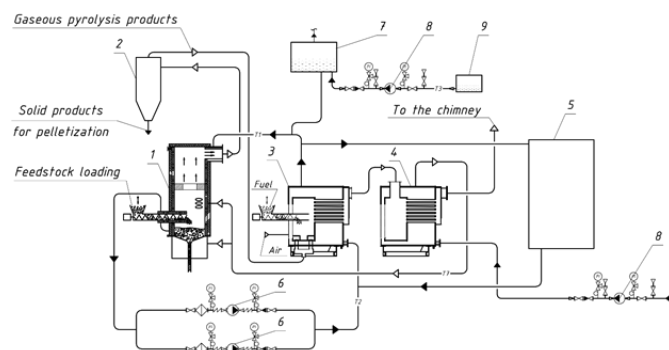 Gaseous pyrolysis products
2
7
8
9
T3
Solid products
for pelletization
To the chimney
5
T1
1
3
4
Feedstock loading
Fuel
Air
T1
8
6
T2
6